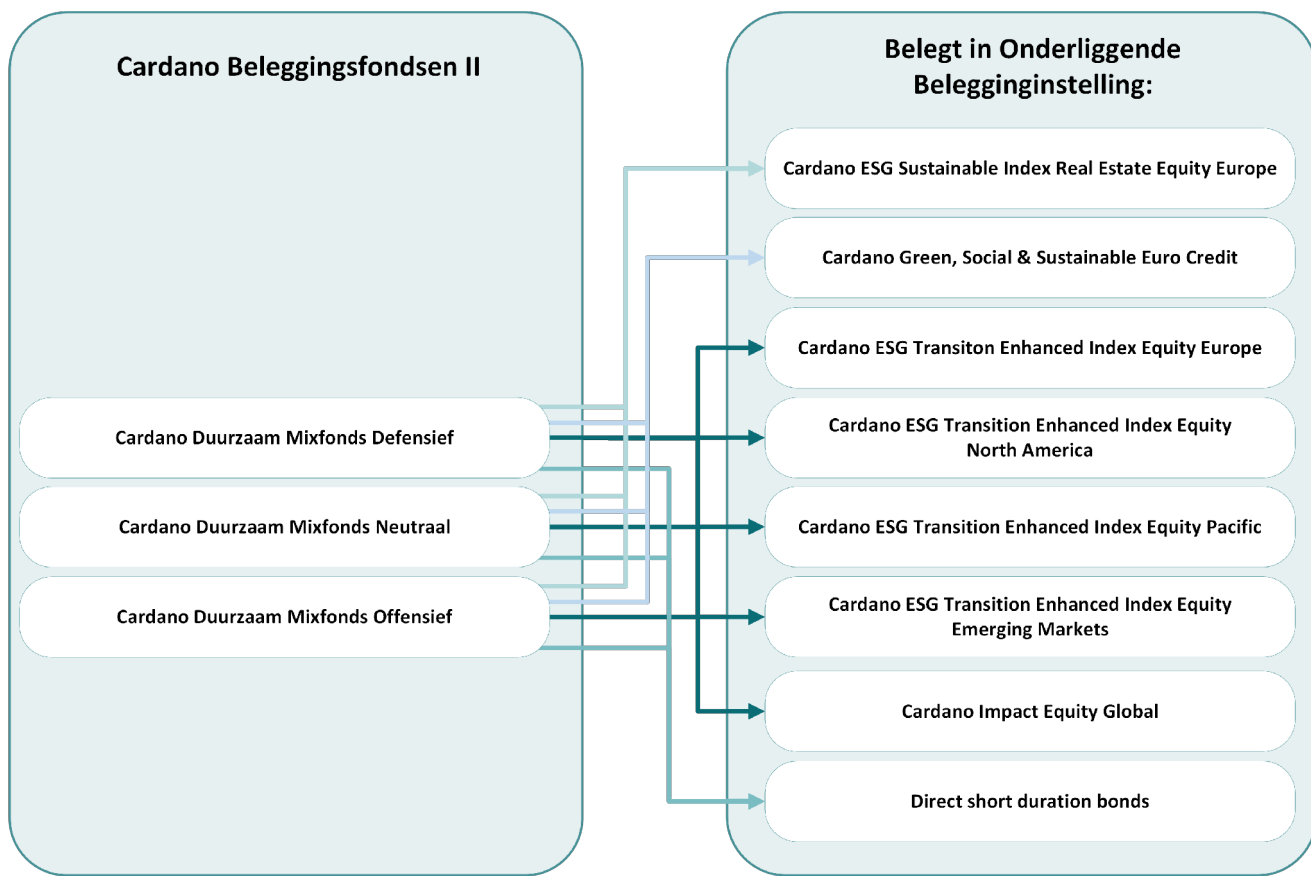 Cardano Beleggingsfondsen II
Cardano Duurzaam Mixfonds Defensief
Cardano Duurzaam Mixfonds Neutraal
Cardano Duurzaam Mixfonds Offensief
Belegt in Onderliggende
Belegginginstelling:
Cardano ESG Sustainable Index Real Estate Equity Europe
Cardano Green, Social & Sustainable Euro Credit
Cardano ESG Transiton Enhanced Index Equity Europe
Cardano ESG Transition Enhanced Index Equity
North America
Cardano ESG Transition Enhanced Index Equity Pacific
Cardano ESG Transition Enhanced Index Equity
Emerging Markets
Cardano Impact Equity Global
Direct short duration bonds